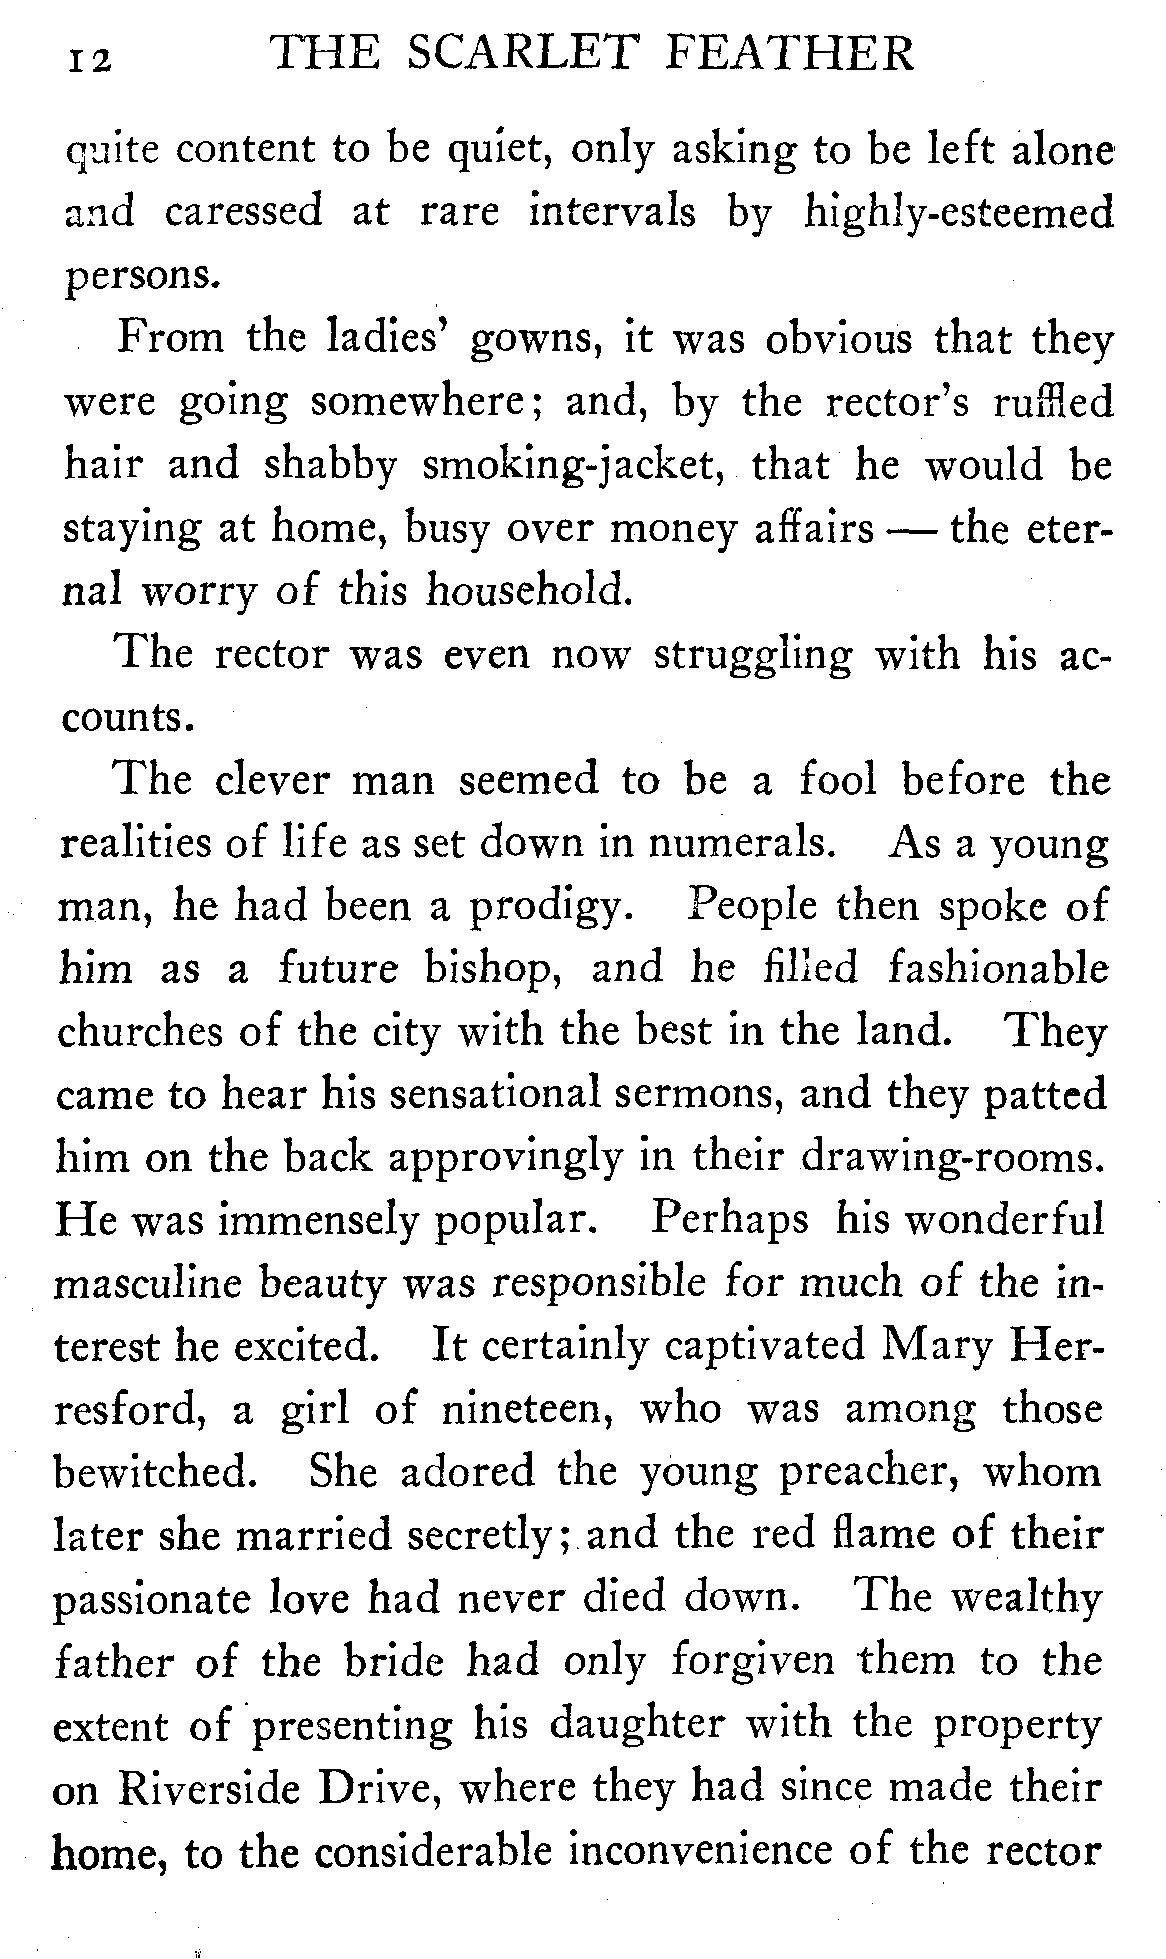 12 THE SCARLET FEATHER
quite content to be quiet, only asking to be left alone
and caressed at rare intervals by highly-esteemed
persons.
From the ladies' gowns, it was obvious that they
were going somewhere; and, by the rector's ruffled
hair and shabby smoking-jacket, that he would be
staying at home, busy over money affairs — the eter-
nal worry of this household.
The rector was even now struggling with his ac-
counts.
The clever man seemed to be a fool before the
realities of life as set down in numerals. As a young
man, he had been a prodigy. People then spoke of
him as a future bishop, and he filled fashionable
churches of the city with the best in the land. They
came to hear his sensational sermons, and they patted
him on the back approvingly in their drawing-rooms.
He was immensely popular. Perhaps his wonderful
masculine beauty was responsible for much of the in-
terest he excited. It certainly captivated Mary Her-
resford, a girl of nineteen, who was among those
bewitched. She adored the young preacher, whom
later she married secretly; and the red flame of their
passionate love had never died down. The wealthy
father of the bride had only forgiven them to the
extent of presenting his daughter with the property
on Riverside Drive, where they had since made their
home, to the considerable inconvenience of the rector